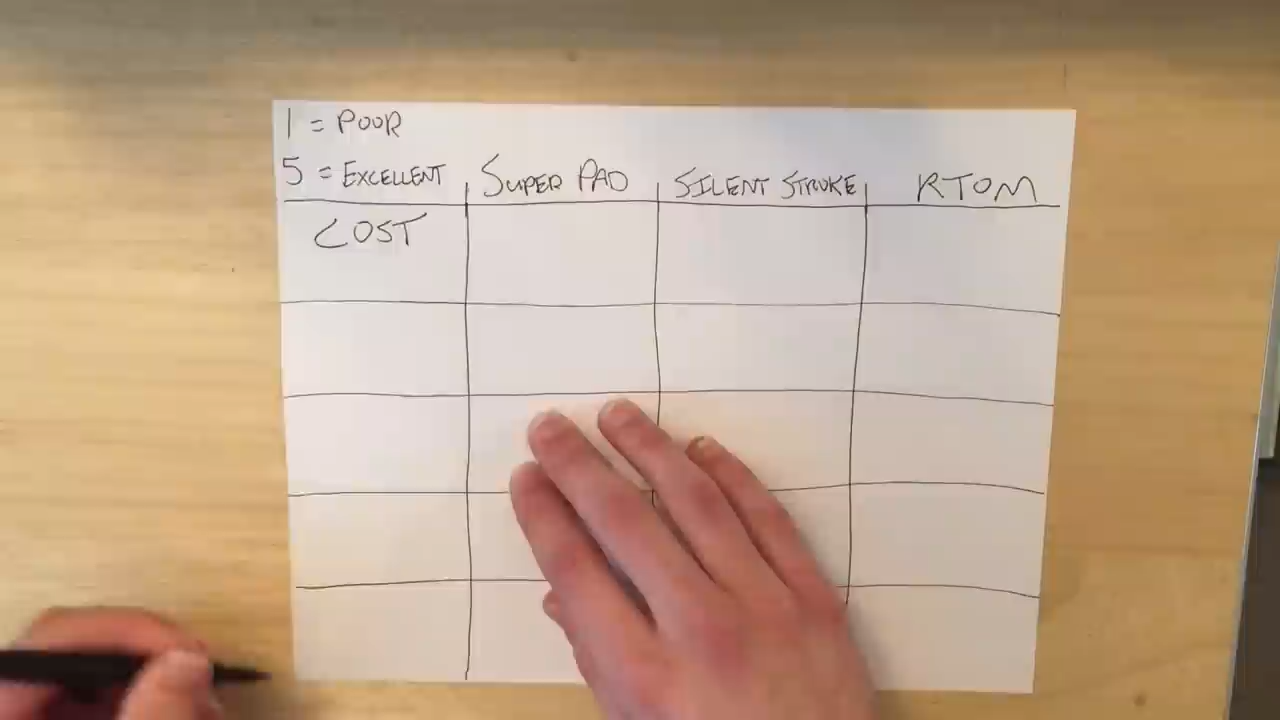 1 = POOR
5 = EXCELLENT SUPER PAD SILENT STROKE RTOM
COST